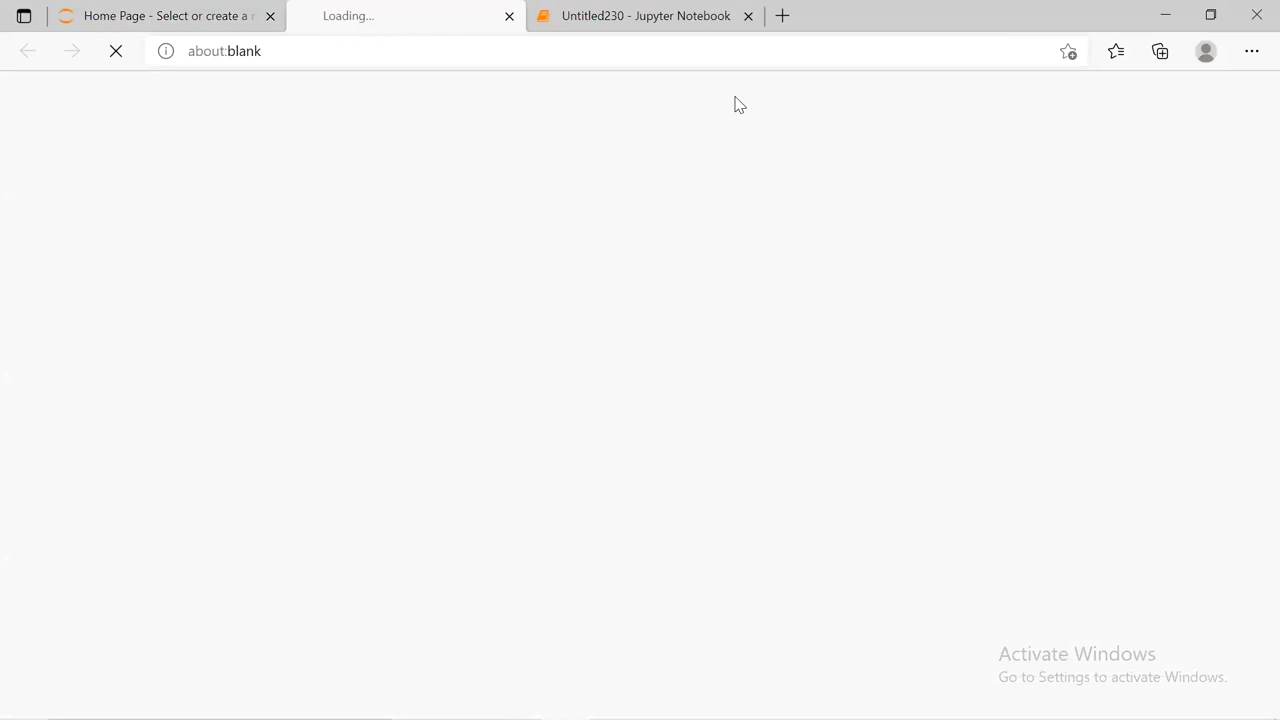 Home Page - Select or create a
Loading...
Untitled230 - Jupyter Notebook
about:blank
Activate Windows
Go to Settings to activate Windows.